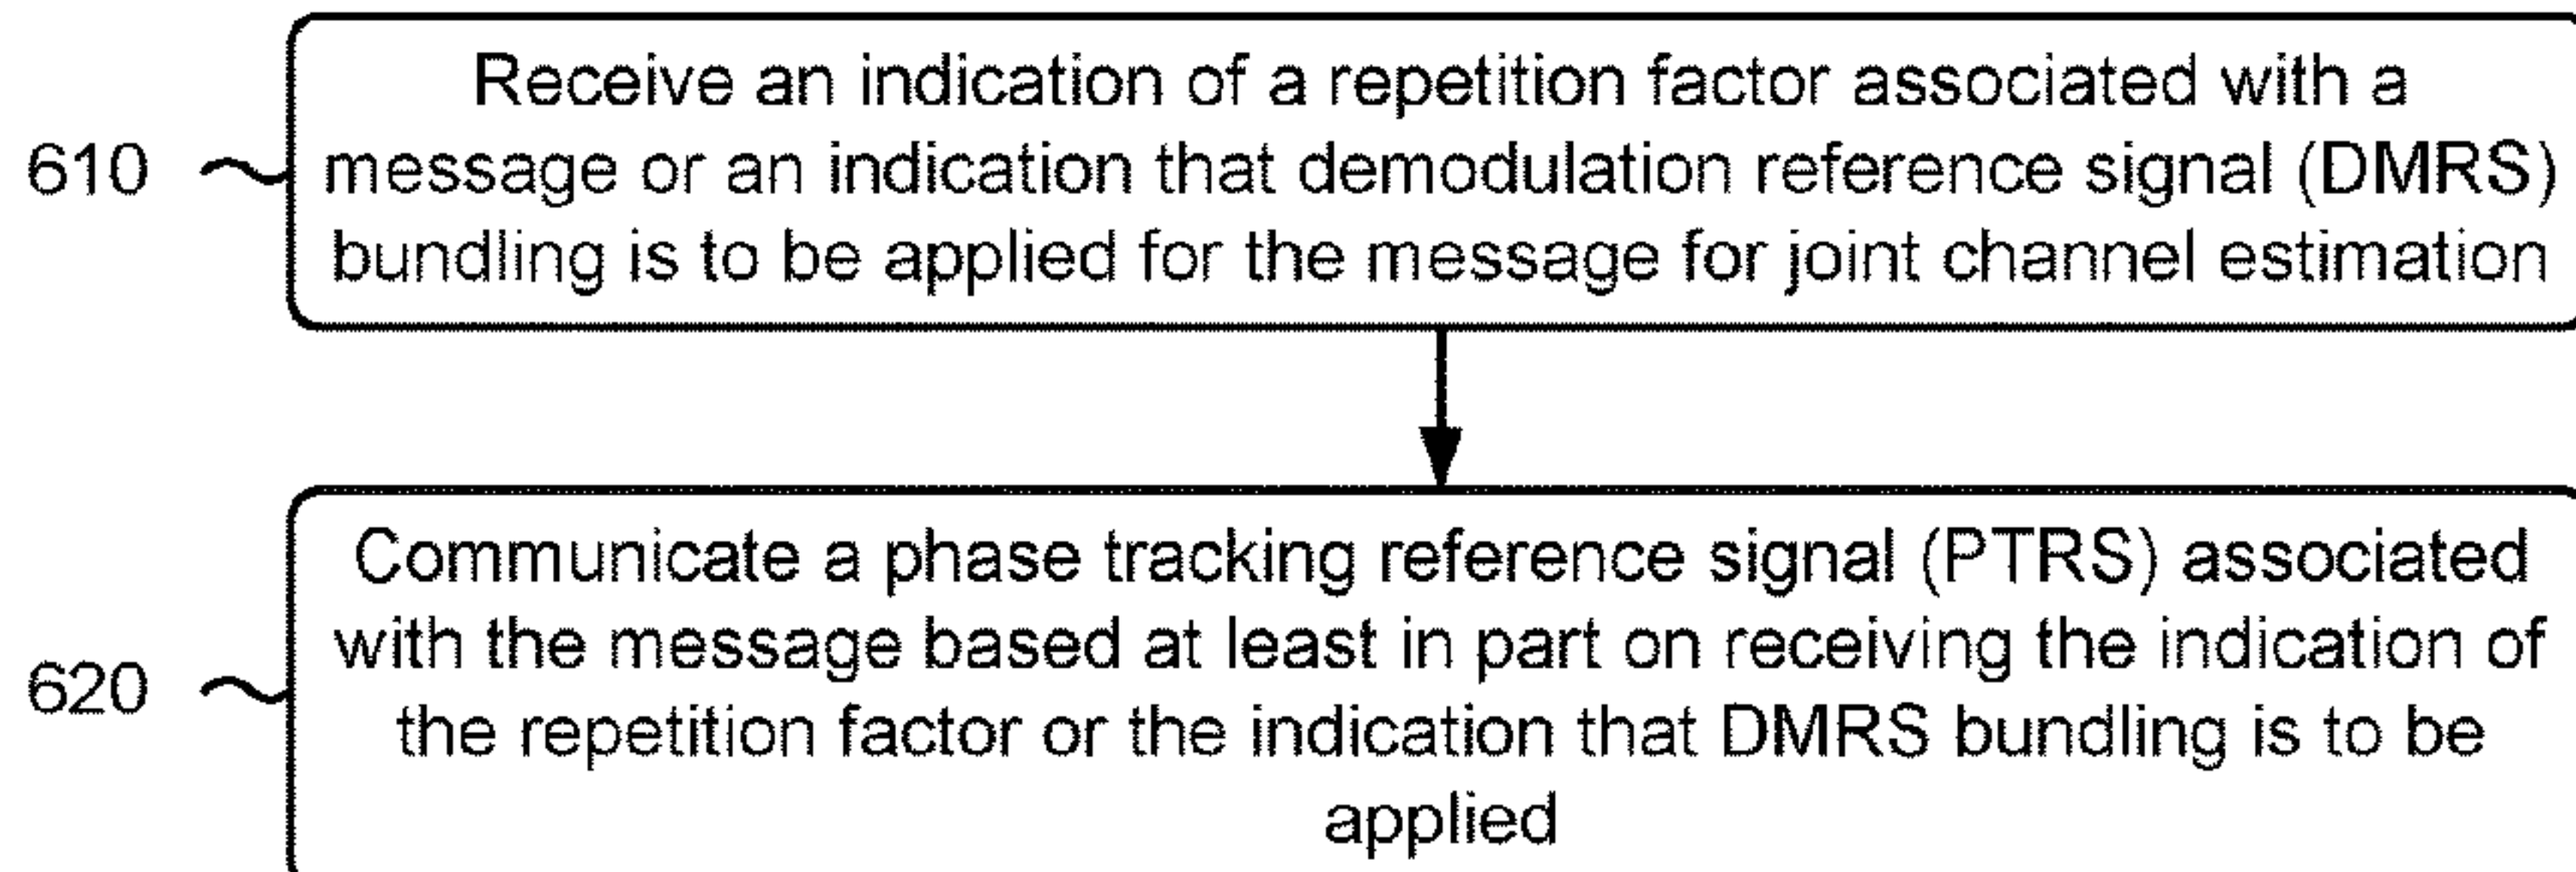 Receive an indication of a repetition factor associated with a
610 message or an indication that demodulation reference signal (DMRS)
bundling is to be applied for the message for joint channel estimation
Communicate a phase tracking reference signal (PTRS) associated
with the message based at least in part on receiving the indication of
620 the repetition factor or the indication that DMRS bundling is to be
applied